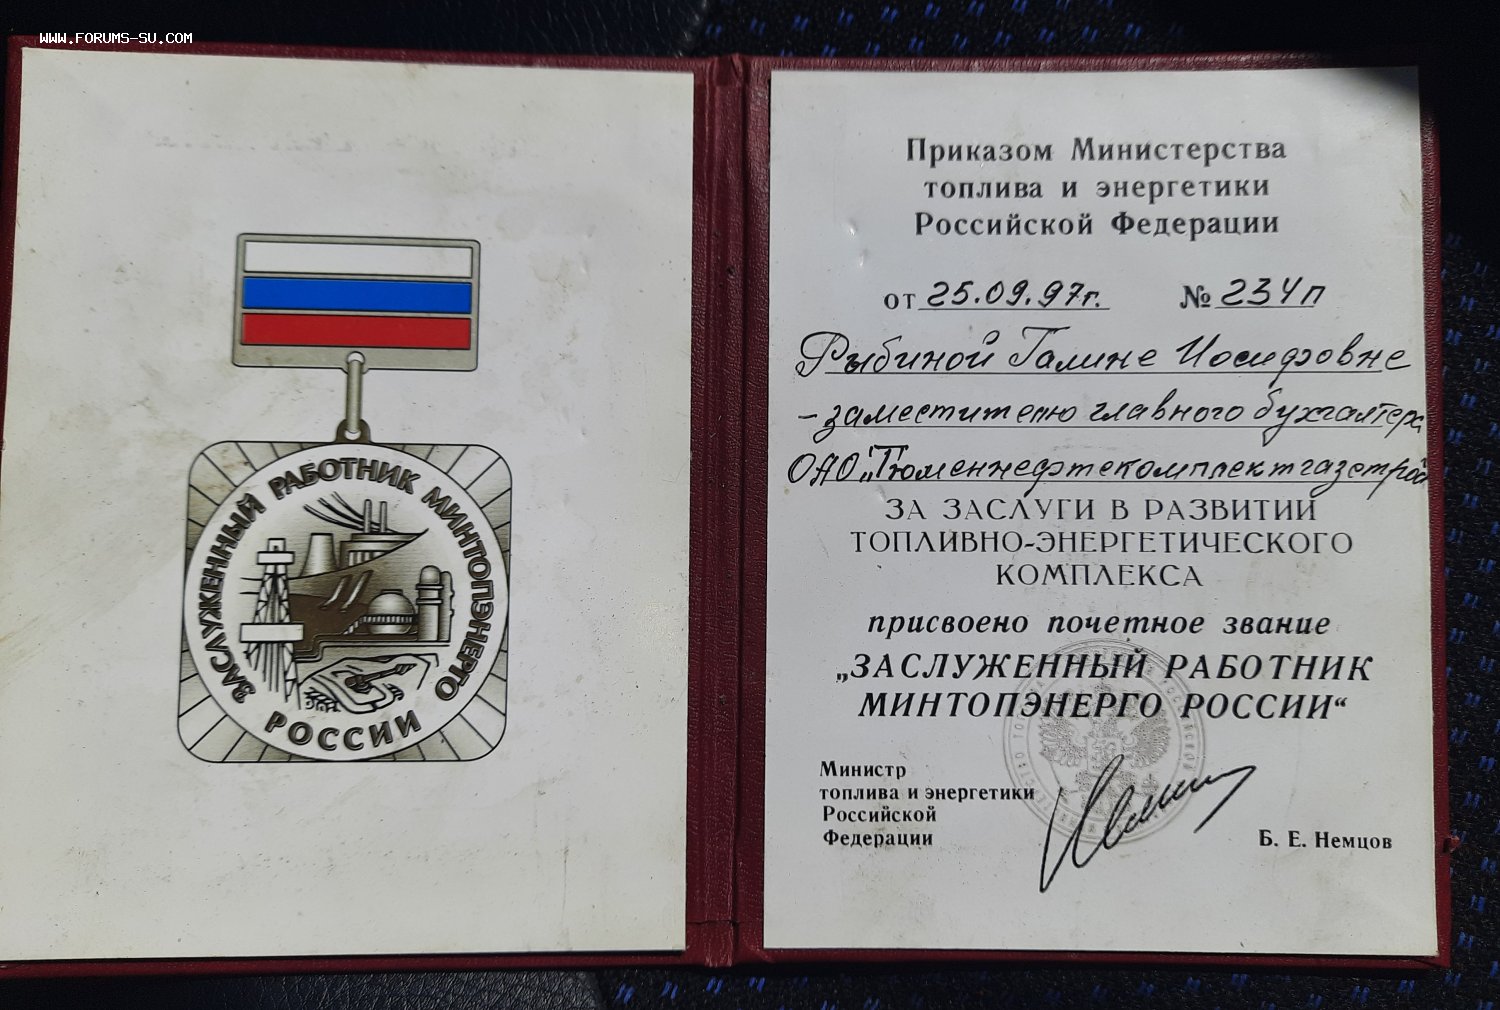 WWW.FORUMS-SU.COM
ЗАСЛУЖЕННЫЙ РАБОТНИК МИНТОПЭНЕРГО
РОССИИ
Приказом Министерства
топлива и энергетики
Российской Федерации
от 25.09.97г. № 234п
Рыбиной Галине Иосифовне
- заместителю главного бухгалтера
ОАО "Тюменнефтекомплектгазстрой"
ЗА ЗАСЛУГИ В РАЗВИТИИ
ТОПЛИВНО-ЭНЕРГЕТИЧЕСКОГО
КОМПЛЕКСА
присвоено почетное звание
„ЗАСЛУЖЕННЫЙ РАБОТНИК
МИНТОПЭНЕРГО РОССИИ“
Министр
топлива и энергетики
Российской
Федерации
Б. Е. Немцов